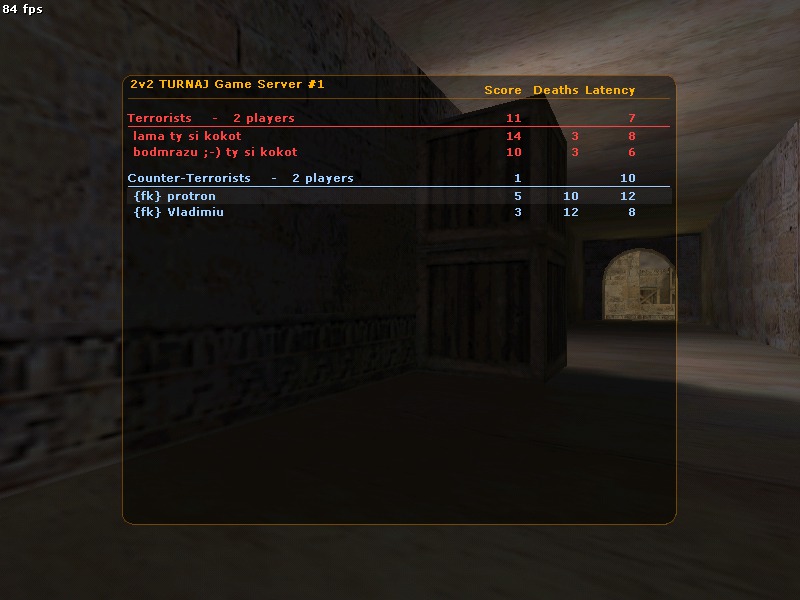 84 fps
2v2 TURNAJ Game Server #1
Score Deaths Latency
Terrorists - 2 players 11 7
lama ty si kokot 14 3 8
bodmrazu ;-) ty si kokot 10 3 6
Counter-Terrorists - 2 players 1 10
{fk} protron 5 10 12
{fk} Vladimiu 3 12 8